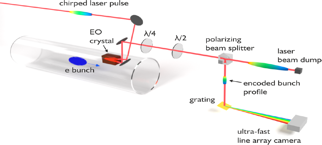 chirped laser pulse
EO
crystal
λ/4
λ/2
polarizing
beam splitter
laser
beam dump
e bunch
encoded bunch
profile
grating
ultra-fast
line array camera